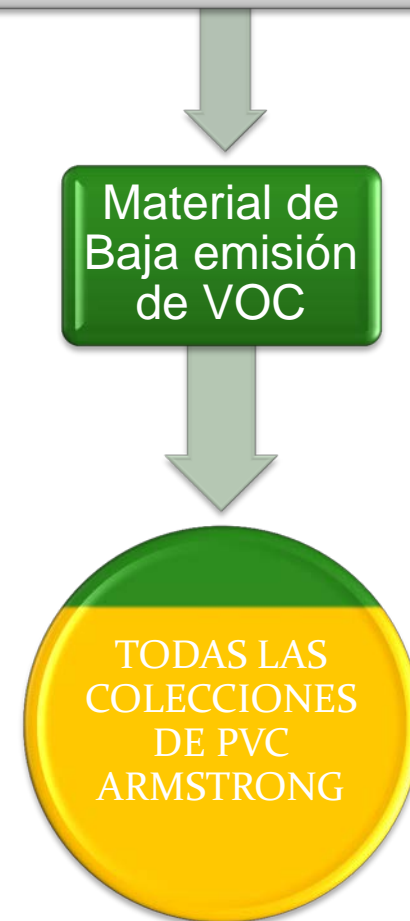 Material de
Baja emisión
de VOC
TODAS LAS
COLECCIONES
DE PVC
ARMSTRONG